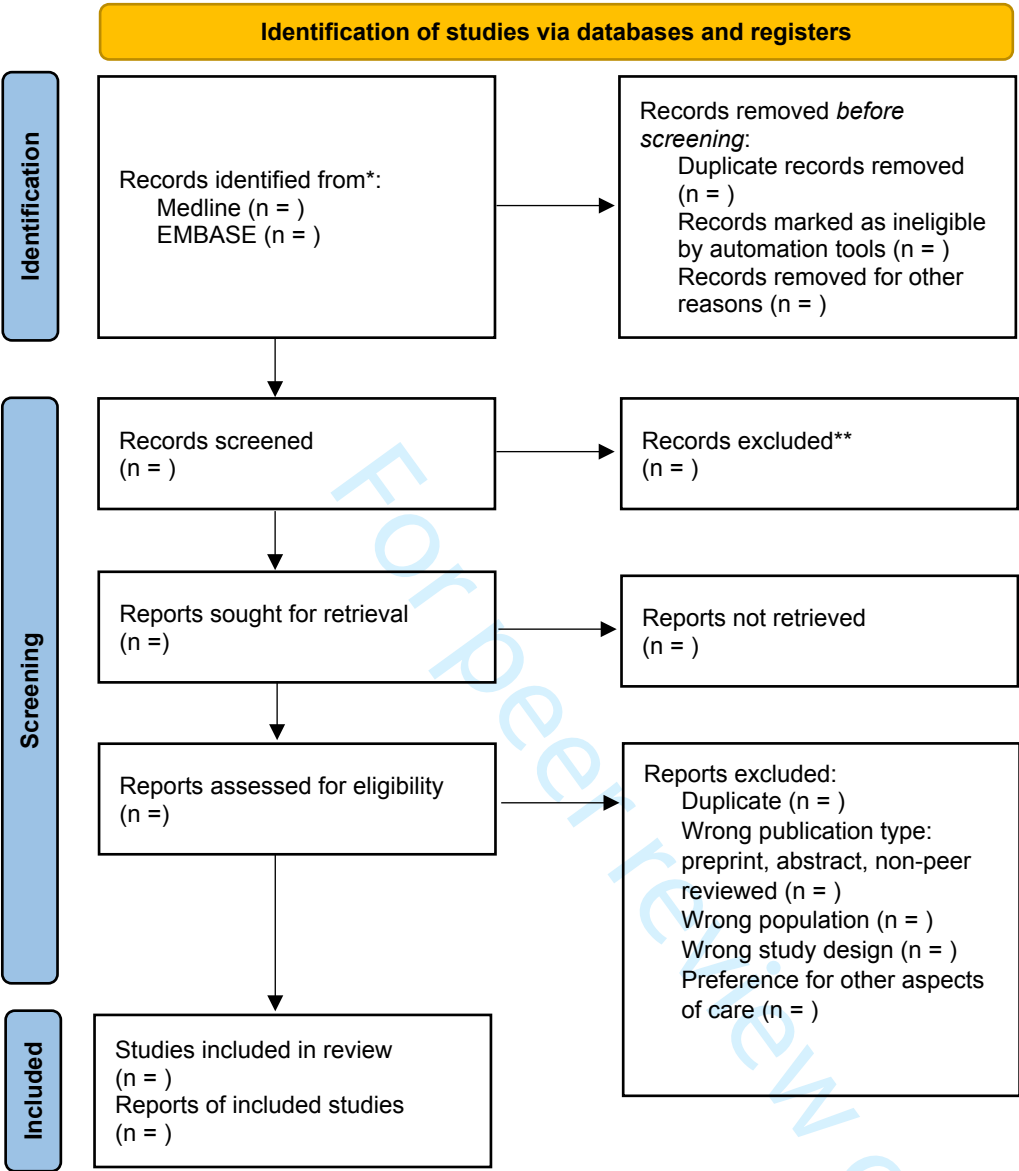 Identification of studies via databases and registers
Identification
Records identified from*:
Medline (n = )
EMBASE (n = )
Records removed before
screening:
Duplicate records removed
(n = )
Records marked as ineligible
by automation tools (n = )
Records removed for other
reasons (n = )
Screening
Records screened
(n = )
Records excluded**
(n = )
Reports sought for retrieval
(n =)
Reports not retrieved
(n = )
Reports assessed for eligibility
(n =)
Reports excluded:
Duplicate (n = )
Wrong publication type:
preprint, abstract, non-peer
reviewed (n = )
Wrong population (n = )
Wrong study design (n = )
Preference for other aspects
of care (n = )
Included
Studies included in review
(n = )
Reports of included studies
(n = )
For peer review